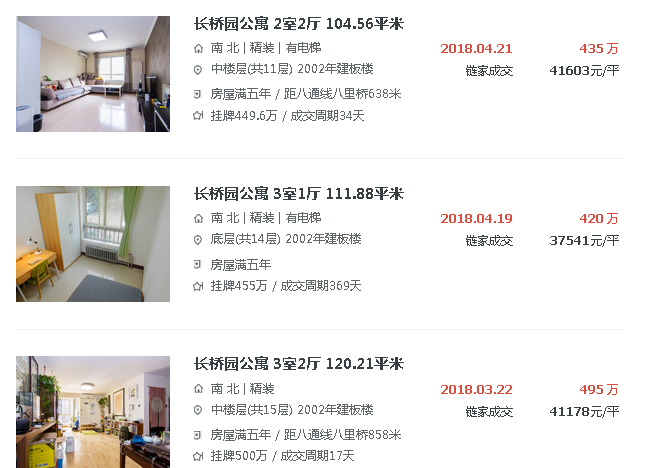 长桥园公寓 2室2厅 104.56平米
南 北 | 精装 | 有电梯 2018.04.21 435 万
中楼层(共11层) 2002年建板楼 链家成交 41603元/平
房屋满五年 / 距八通线八里桥638米
挂牌449.6万 / 成交周期34天
长桥园公寓 3室1厅 111.88平米
南 北 | 精装 | 有电梯 2018.04.19 420 万
底层(共14层) 2002年建板楼 链家成交 37541元/平
房屋满五年
挂牌455万 / 成交周期369天
长桥园公寓 3室2厅 120.21平米
南 北 | 精装 2018.03.22 495 万
中楼层(共15层) 2002年建板楼 链家成交 41178元/平
房屋满五年 / 距八通线八里桥858米
挂牌500万 / 成交周期17天